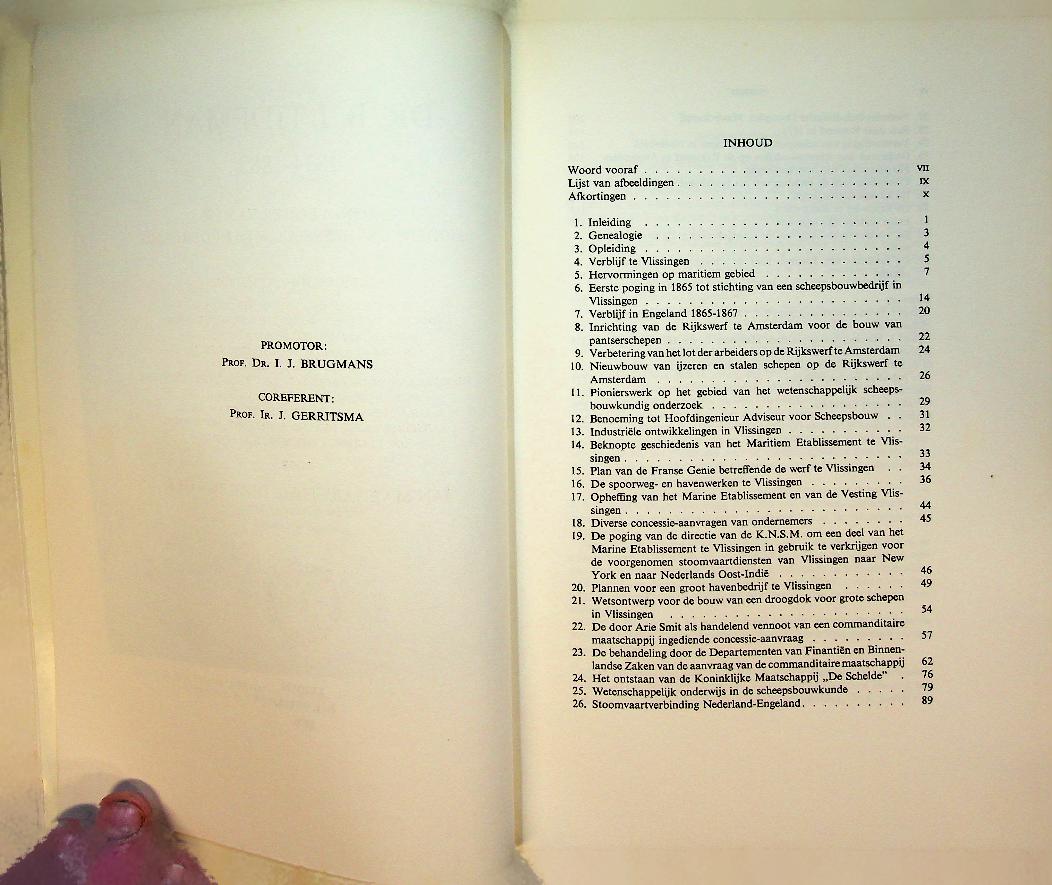 PROMOTOR:
PROF. DR. I. J. BRUGMANS
COREFERENT:
PROF. IR. J. GERRITSMA
INHOUD
Woord vooraf . . . . . . . . . . . . . . . . . . . . . . . VII
Lijst van afbeeldingen . . . . . . . . . . . . . . . . . . . . IX
Afkortingen . . . . . . . . . . . . . . . . . . . . . . . . X
1. Inleiding . . . . . . . . . . . . . . . . . . . . . . 1
2. Genealogie . . . . . . . . . . . . . . . . . . . . . 3
3. Opleiding . . . . . . . . . . . . . . . . . . . . . . 4
4. Verblijf te Vlissingen . . . . . . . . . . . . . . . . . 5
5. Hervormingen op maritiem gebied . . . . . . . . . . . . 7
6. Eerste poging in 1865 tot stichting van een scheepsbouwbedrijf in
Vlissingen . . . . . . . . . . . . . . . . . . . . . . 14
7. Verblijf in Engeland 1865-1867 . . . . . . . . . . . . . . 20
8. Inrichting van de Rijkswerf te Amsterdam voor de bouw van
pantserschepen . . . . . . . . . . . . . . . . . . . . 22
9. Verbetering van het lot der arbeiders op de Rijkswerf te Amsterdam 24
10. Nieuwbouw van ijzeren en stalen schepen op de Rijkswerf te
Amsterdam . . . . . . . . . . . . . . . . . . . . . 26
11. Pionierswerk op het gebied van het wetenschappelijk scheeps-
bouwkundig onderzoek . . . . . . . . . . . . . . . . 29
12. Benoeming tot Hoofdingenieur Adviseur voor Scheepsbouw . . 31
13. Industriële ontwikkelingen in Vlissingen . . . . . . . . . . 32
14. Beknopte geschiedenis van het Maritiem Etablissement te Vlis-
singen . . . . . . . . . . . . . . . . . . . . . . . . 33
15. Plan van de Franse Genie betreffende de werf te Vlissingen . . 34
16. De spoorweg- en havenwerken te Vlissingen . . . . . . . . 36
17. Opheffing van het Marine Etablissement en van de Vesting Vlis-
singen . . . . . . . . . . . . . . . . . . . . . . . . 44
18. Diverse concessie-aanvragen van ondernemers . . . . . . . 45
19. De poging van de directie van de K.N.S.M. om een deel van het
Marine Etablissement te Vlissingen in gebruik te verkrijgen voor
de voorgenomen stoomvaartdiensten van Vlissingen naar New
York en naar Nederlands Oost-Indië . . . . . . . . . . . 46
20. Plannen voor een groot havenbedrijf te Vlissingen . . . . . . 49
21. Wetsontwerp voor de bouw van een droogdok voor grote schepen
in Vlissingen . . . . . . . . . . . . . . . . . . . . 54
22. De door Arie Smit als handelend vennoot van een commanditaire
maatschappij ingediende concessie-aanvraag . . . . . . . . 57
23. De behandeling door de Departementen van Finantiën en Binnen-
landse Zaken van de aanvraag van de commanditaire maatschappij 62
24. Het ontstaan van de Koninklijke Maatschappij „De Schelde” . 76
25. Wetenschappelijk onderwijs in de scheepsbouwkunde . . . . . 79
26. Stoomvaartverbinding Nederland-Engeland . . . . . . . . . 89